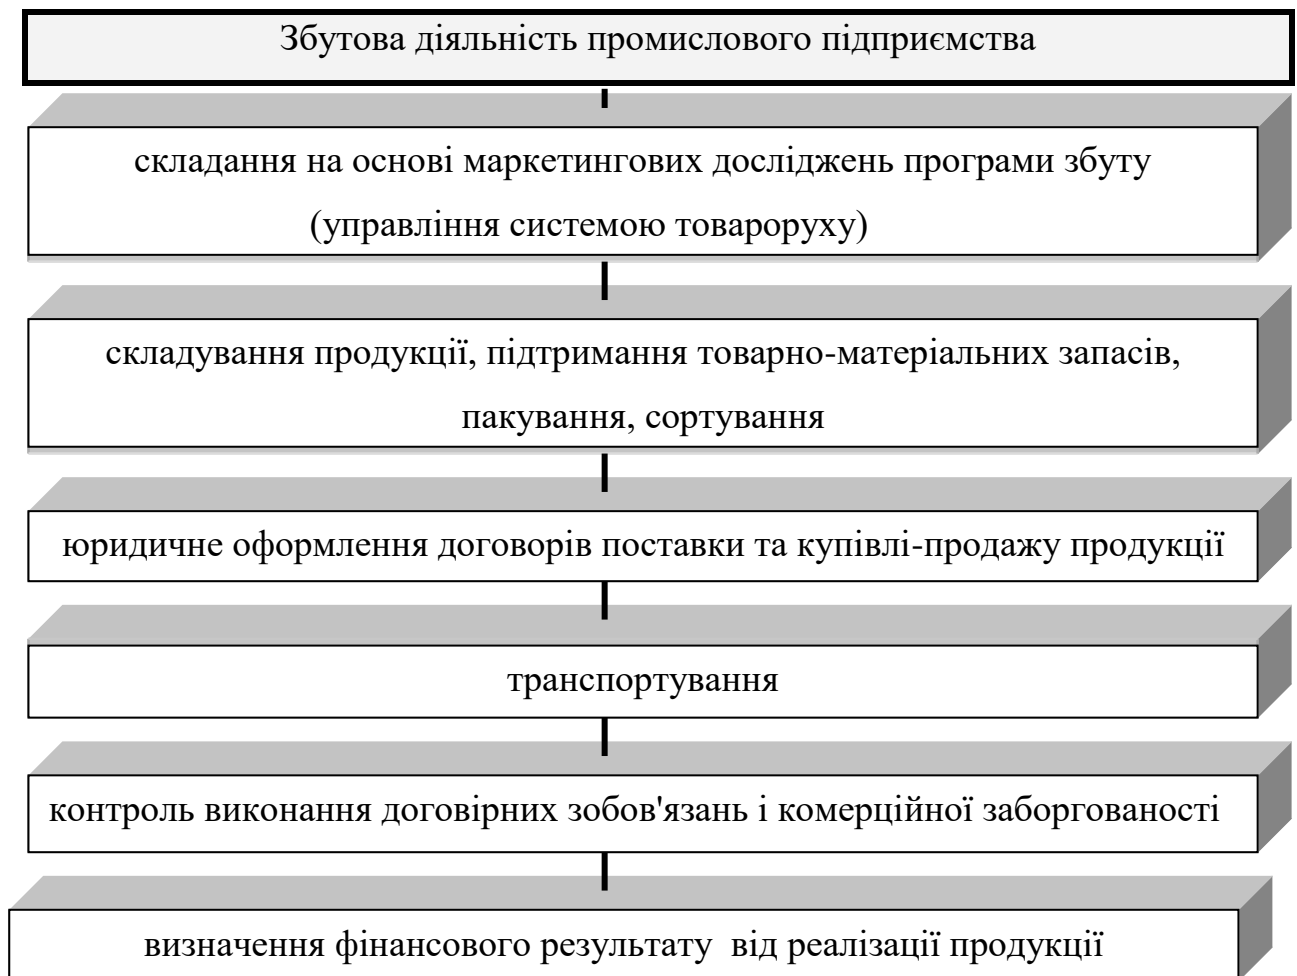 Збутова діяльність промислового підприємства
складання на основі маркетингових досліджень програми збуту
(управління системою товароруху)
складування продукції, підтримання товарно-матеріальних запасів,
пакування, сортування
юридичне оформлення договорів поставки та купівлі-продажу продукції
транспортування
контроль виконання договірних зобов'язань і комерційної заборгованості
визначення фінансового результату від реалізації продукції